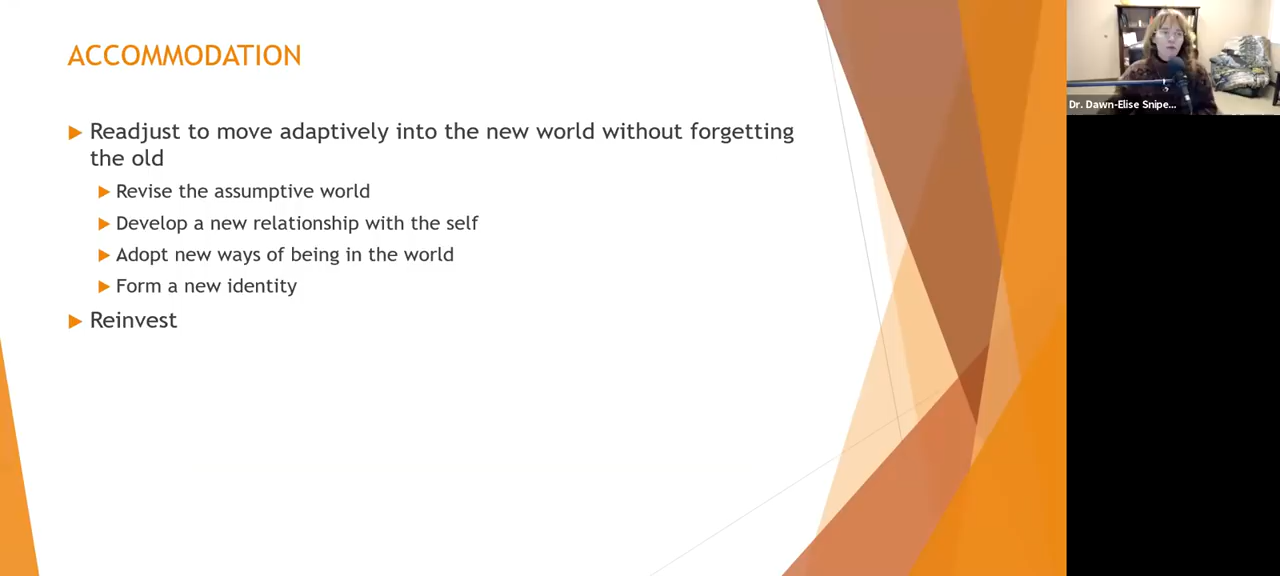 ACCOMMODATION
Readjust to move adaptively into the new world without forgetting
the old
Revise the assumptive world
Develop a new relationship with the self
Adopt new ways of being in the world
Form a new identity
Reinvest
Dr. Dawn-Elise Snipe...